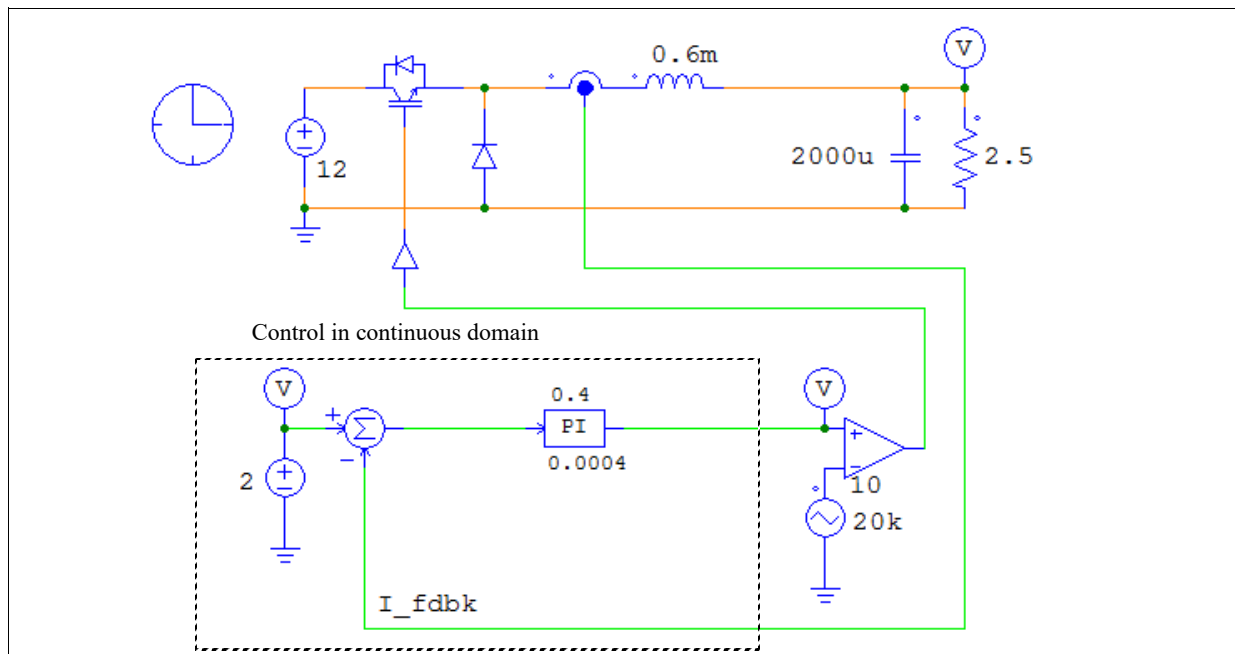 V
0.6m
12
2000u
2.5
Control in continuous domain
V
V
0.4
PI
0.0004
+
−
Σ
2
+
−
10
20k
I_fdbk